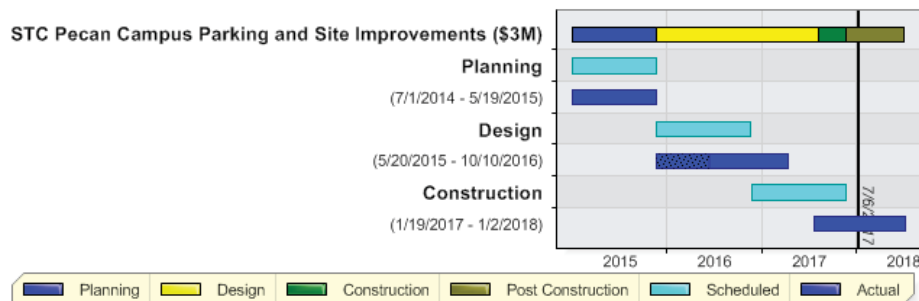 STC Pecan Campus Parking and Site Improvements ($3M)
Planning
(7/1/2014 - 5/19/2015)
Design
(5/20/2015 - 10/10/2016)
Construction
(1/19/2017 - 1/2/2018)
2015 2016 2017 2018
Planning Design Construction Post Construction Scheduled Actual